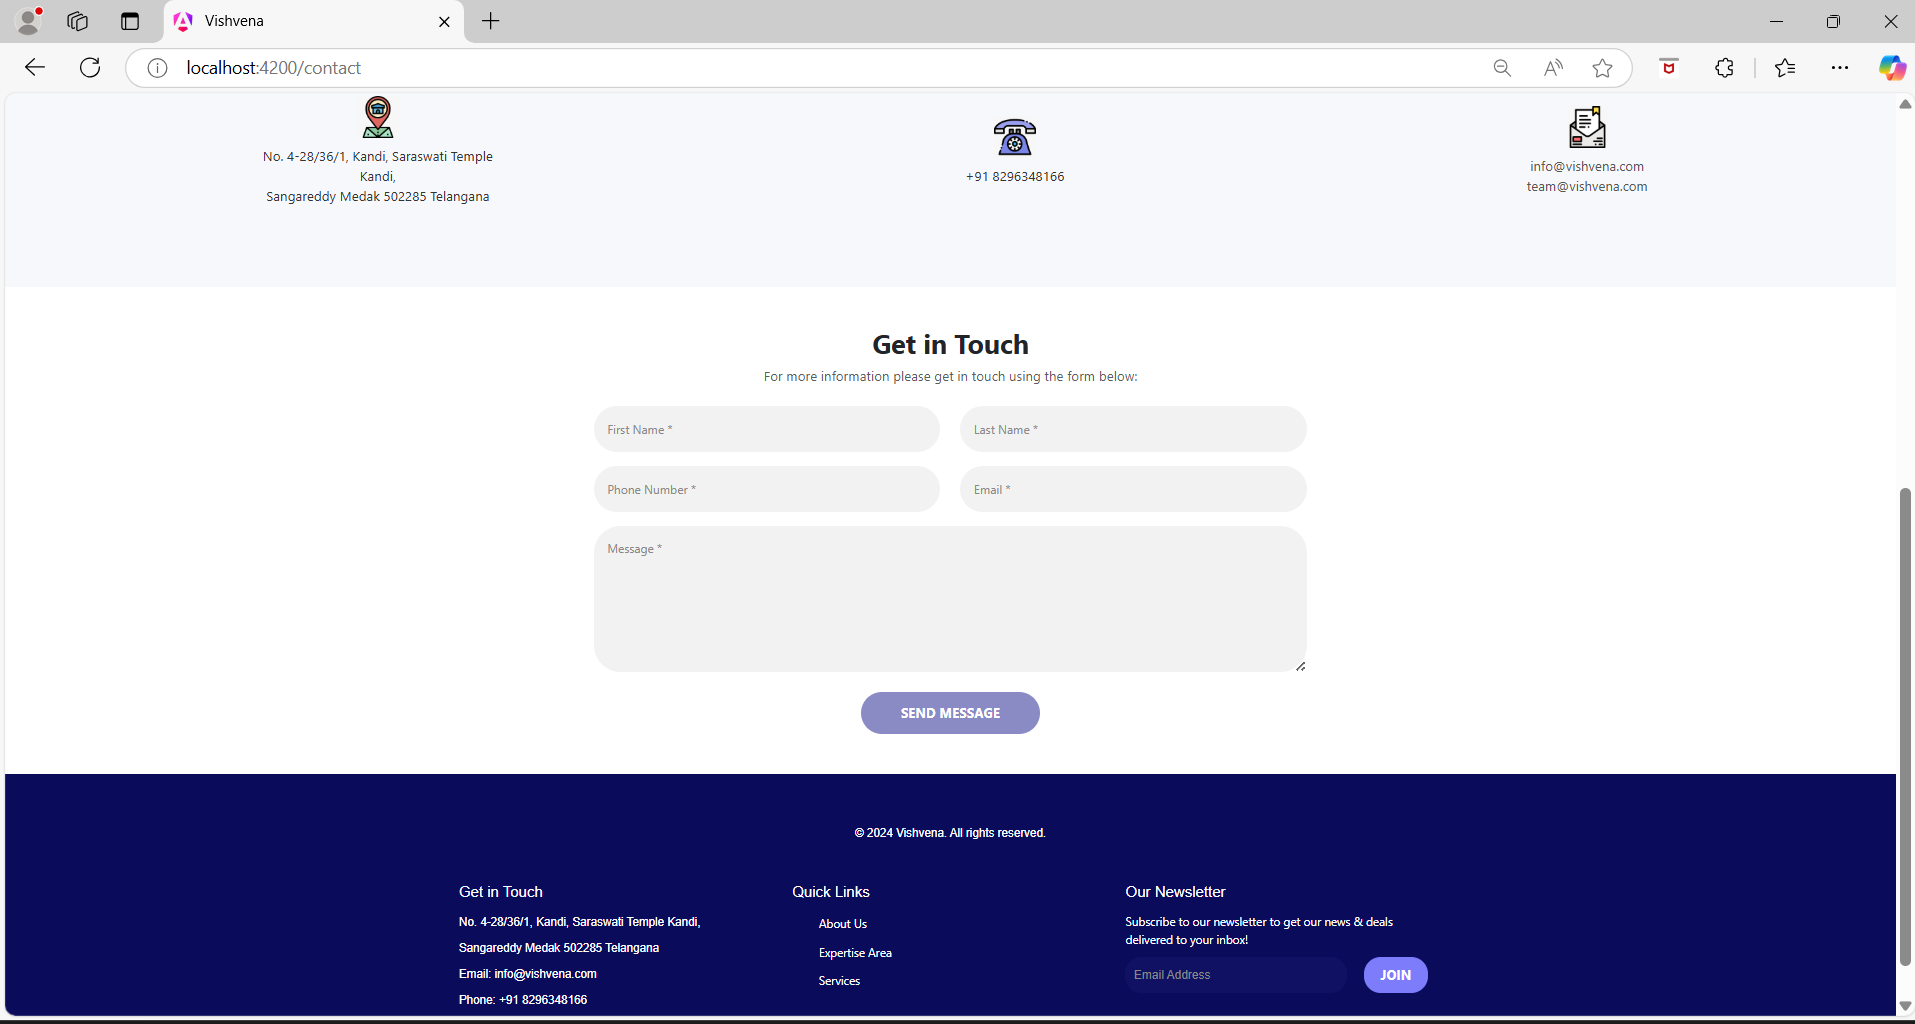 Vishvena
localhost:4200/contact
No. 4-28/36/1, Kandi, Saraswati Temple
Kandi,
Sangareddy Medak 502285 Telangana
+91 8296348166
info@vishvena.com
team@vishvena.com
Get in Touch
For more information please get in touch using the form below:
First Name *
Last Name *
Phone Number *
Email *
Message *
SEND MESSAGE
© 2024 Vishvena. All rights reserved.
Get in Touch
No. 4-28/36/1, Kandi, Saraswati Temple Kandi,
Sangareddy Medak 502285 Telangana
Email: info@vishvena.com
Phone: +91 8296348166
Quick Links
About Us
Expertise Area
Services
Our Newsletter
Subscribe to our newsletter to get our news & deals
delivered to your inbox!
Email Address
JOIN